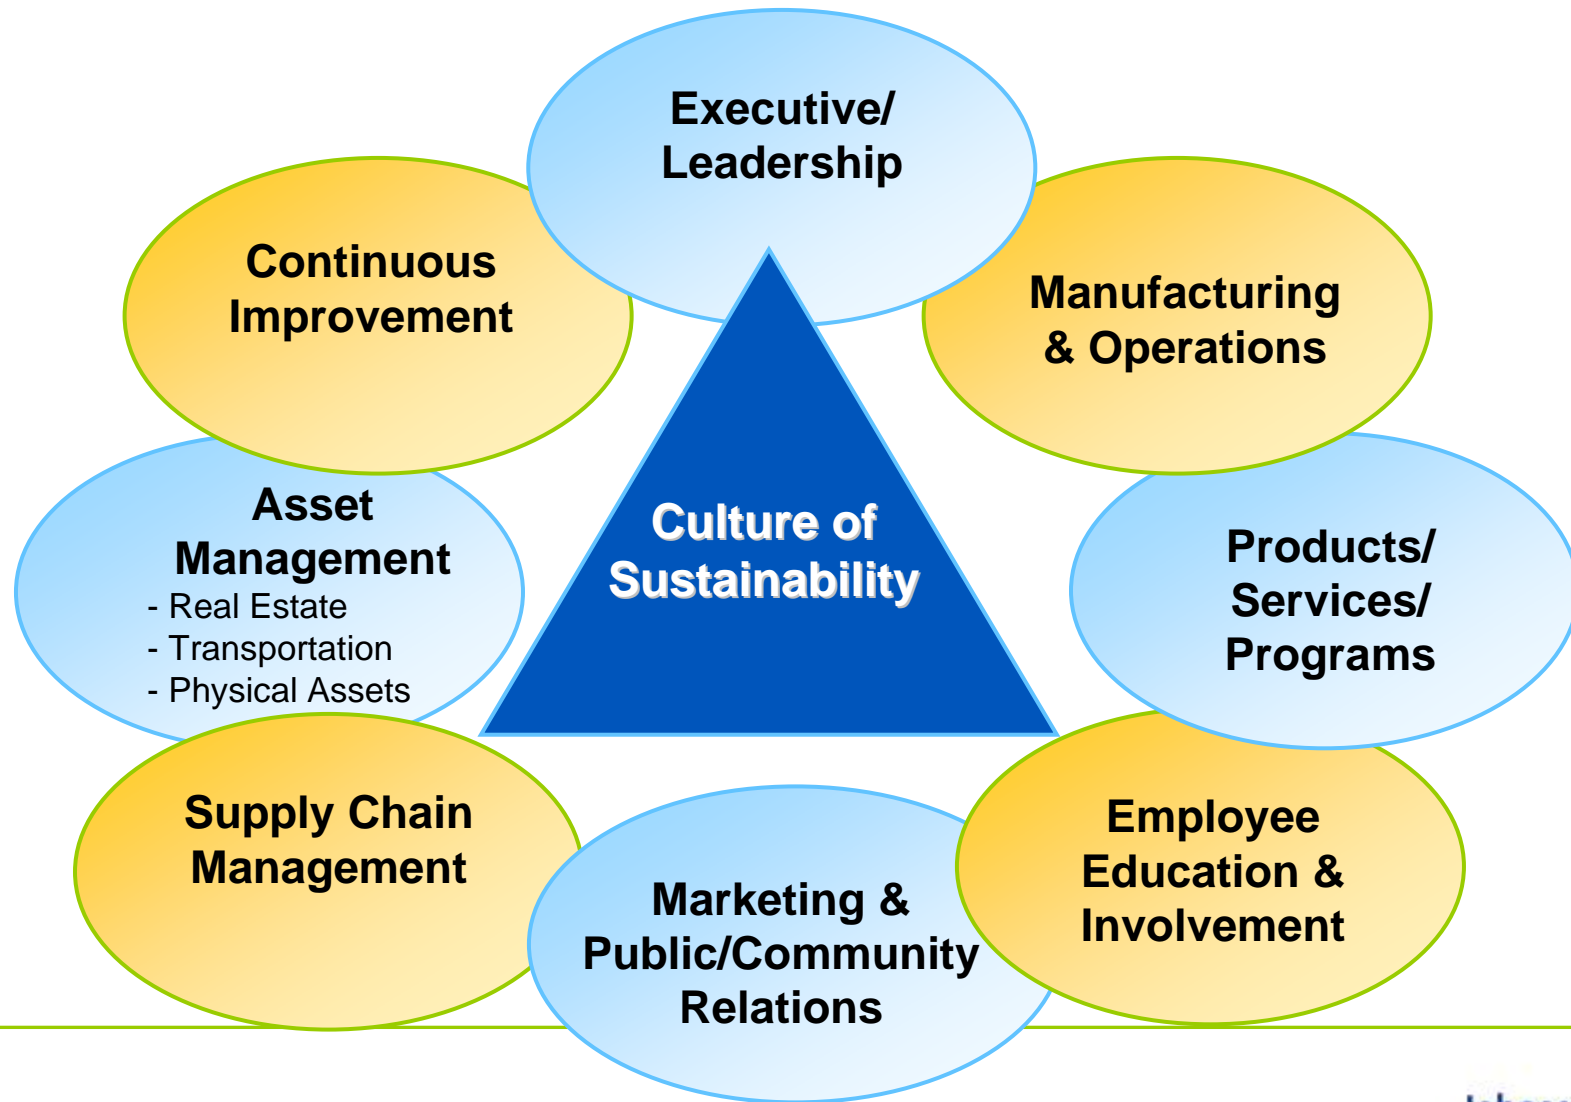 Executive/
Leadership
Continuous
Improvement
Manufacturing
& Operations
Asset
Management
- Real Estate
- Transportation
- Physical Assets
Culture of
Sustainability
Products/
Services/
Programs
Supply Chain
Management
Marketing &
Public/Community
Relations
Employee
Education &
Involvement